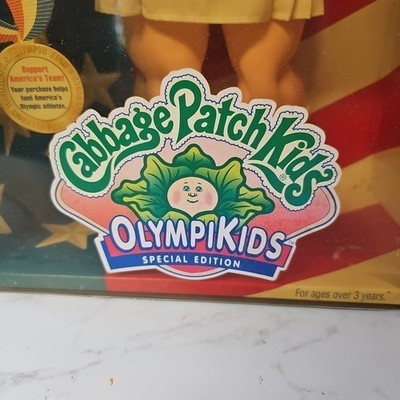 Support
America's Team!
Your purchase helps
fund America's
Olympic athletes.
Cabbage Patch Kids®
OLYMPIKIDS
SPECIAL EDITION
For ages over 3 years.